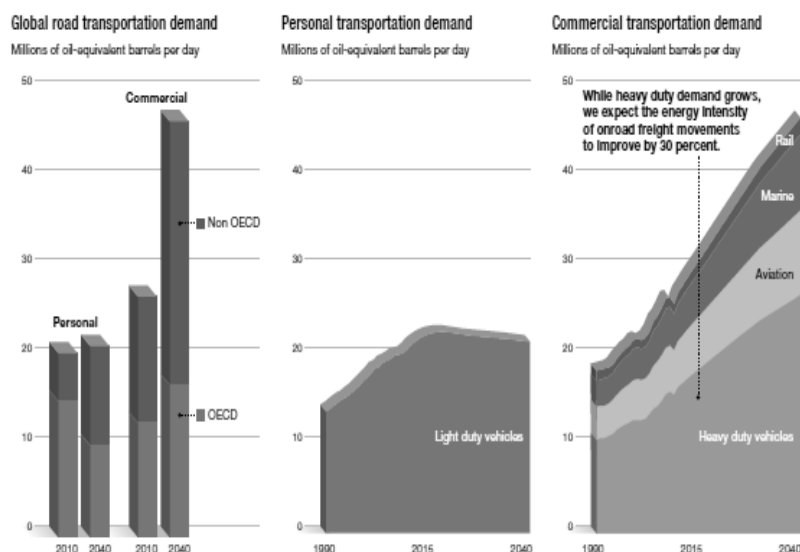 Global road transportation demand
Millions of oil-equivalent barrels per day
50
40
30
20
10
0
Commercial
Non OECD
Personal
OECD
2010 2040 2010 2040
Personal transportation demand
Millions of oil-equivalent barrels per day
50
40
30
20
10
0
Light duty vehicles
1990 2015 2040
Commercial transportation demand
Millions of oil-equivalent barrels per day
50
40
30
20
10
0
While heavy duty demand grows,
we expect the energy intensity
of onroad freight movements
to improve by 30 percent.
Rail
Marine
Aviation
Heavy duty vehicles
1990 2015 2040